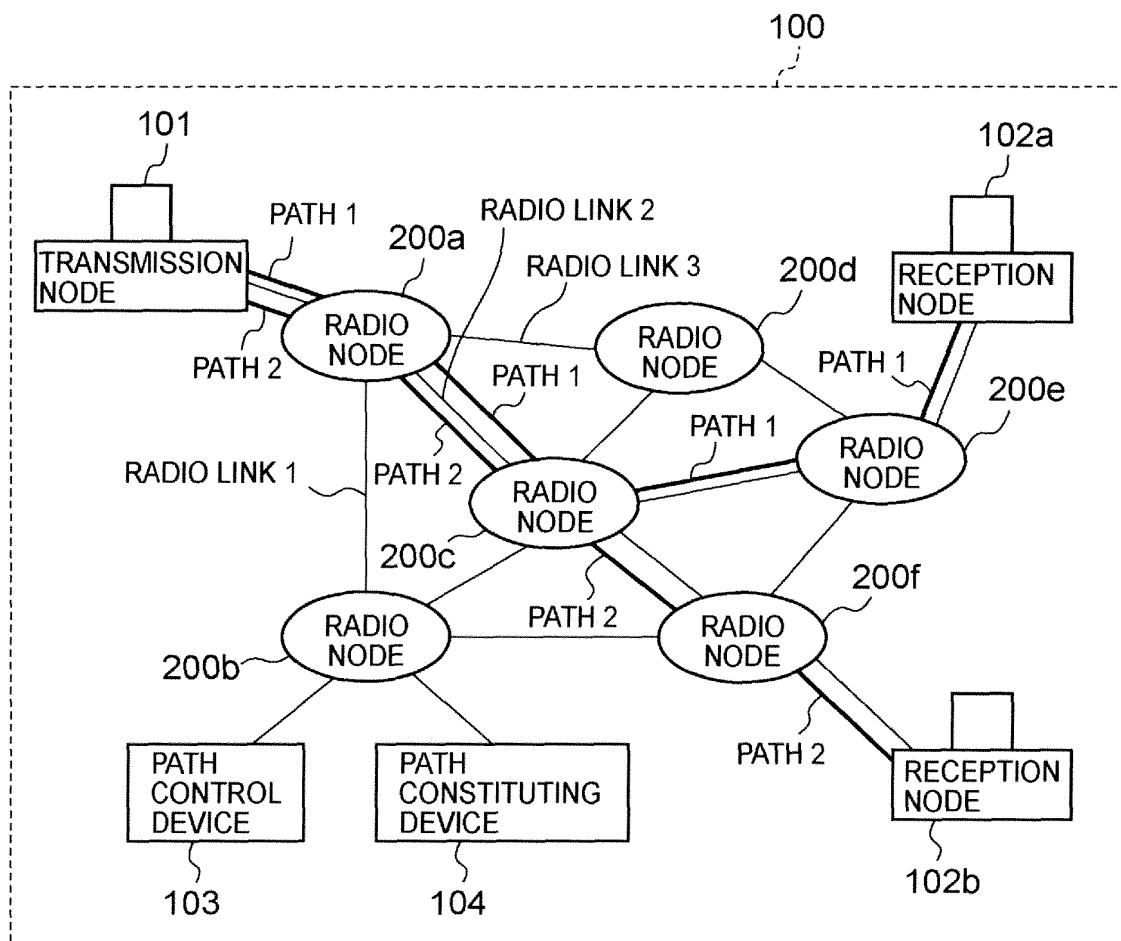 100
101
102a
PATH 1
RADIO LINK 2
200a
RADIO LINK 3
200d
TRANSMISSION
NODE
RECEPTION
NODE
RADIO
NODE
RADIO
NODE
PATH 2
PATH 1
PATH 1
200e
PATH 1
RADIO
NODE
RADIO LINK 1
PATH 2
RADIO
NODE
200c
200f
PATH 2
RADIO
NODE
RADIO
NODE
200b
PATH 2
PATH
CONTROL
DEVICE
PATH
CONSTITUTING
DEVICE
RECEPTION
NODE
103
104
102b